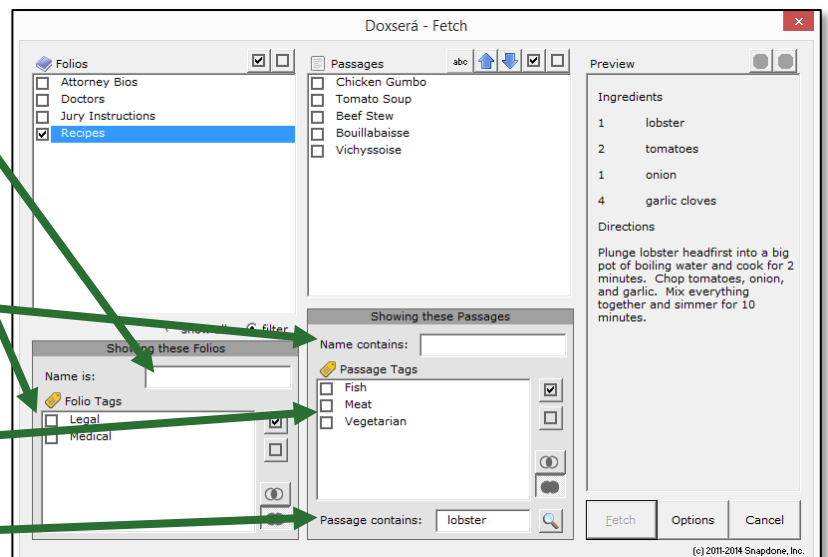 Doxserá - Fetch
Folios
Attorney Bios
Doctors
Jury Instructions
Recipes
filter
Showing these Folios
Name is:
Folio Tags
Legal
Medical
Passages
abc
Chicken Gumbo
Tomato Soup
Beef Stew
Bouillabaisse
Vichyssoise
Showing these Passages
Name contains:
Passage Tags
Fish
Meat
Vegetarian
Passage contains: lobster
Preview
Ingredients
1 lobster
2 tomatoes
1 onion
4 garlic cloves
Directions
Plunge lobster headfirst into a big
pot of boiling water and cook for 2
minutes. Chop tomatoes, onion,
and garlic. Mix everything
together and simmer for 10
minutes.
Fetch Options Cancel
(c) 2011-2014 Snapdone, Inc.